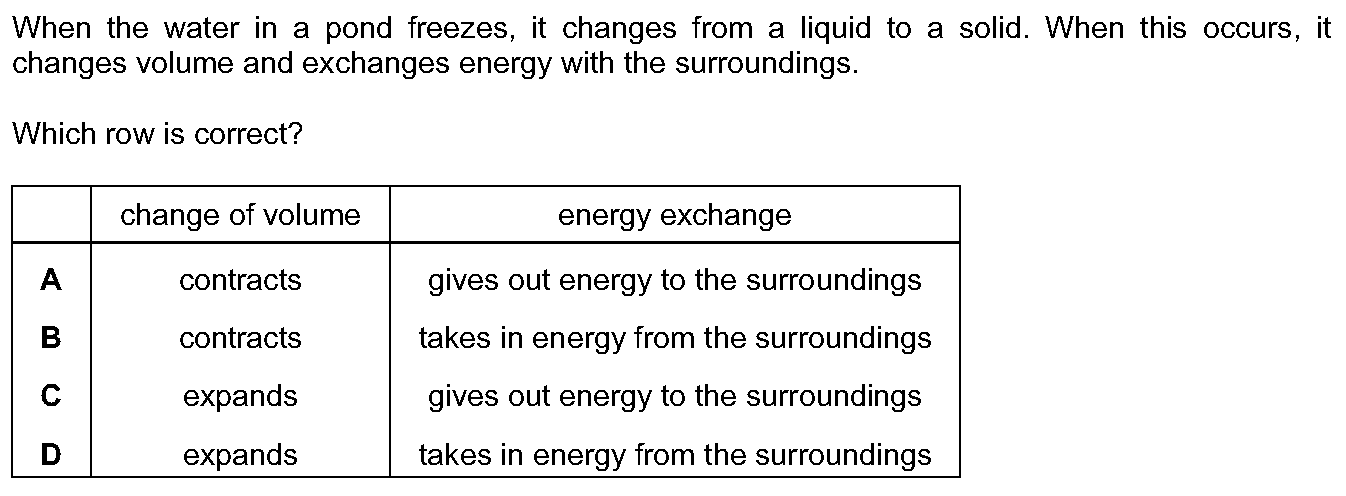 When the water in a pond freezes, it changes from a liquid to a solid. When this occurs, it
changes volume and exchanges energy with the surroundings.
Which row is correct?
change of volume energy exchange
A contracts gives out energy to the surroundings
B contracts takes in energy from the surroundings
C expands gives out energy to the surroundings
D expands takes in energy from the surroundings